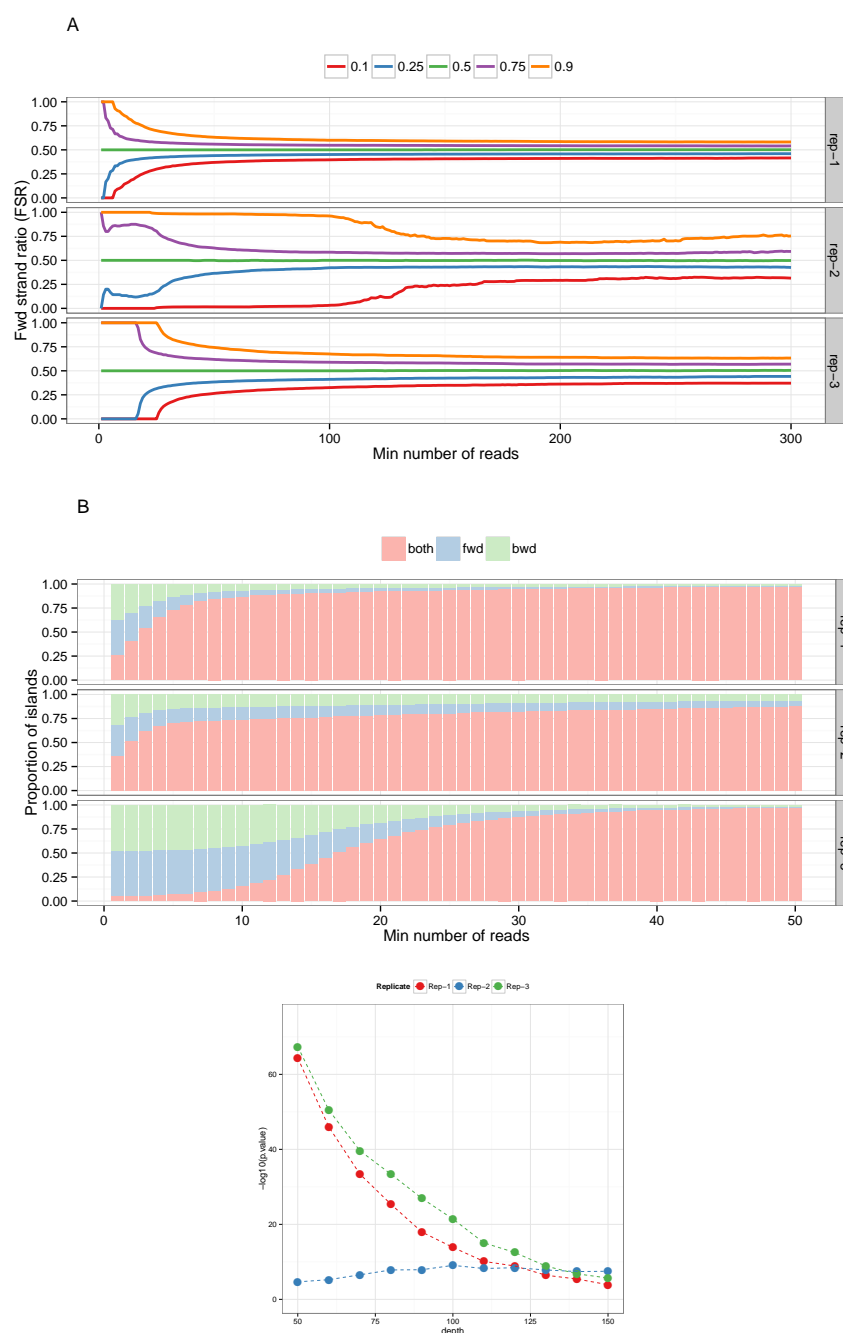 A
0.1 0.25 0.5 0.75 0.9
1.00
0.75
0.50
0.25
0.00
rep−1
1.00
0.75
0.50
0.25
0.00
rep−2
1.00
0.75
0.50
0.25
0.00
rep−3
Fwd strand ratio (FSR)
0 100 200 300
Min number of reads
B
both fwd bwd
1.00
0.75
0.50
0.25
0.00
1.00
0.75
0.50
0.25
0.00
1.00
0.75
0.50
0.25
0.00
Proportion of islands
0 10 20 30 40 50
Min number of reads
Replicate Rep−1 Rep−2 Rep−3
60
40
20
0
−log10(p.value)
50 75 100 125 150
depth